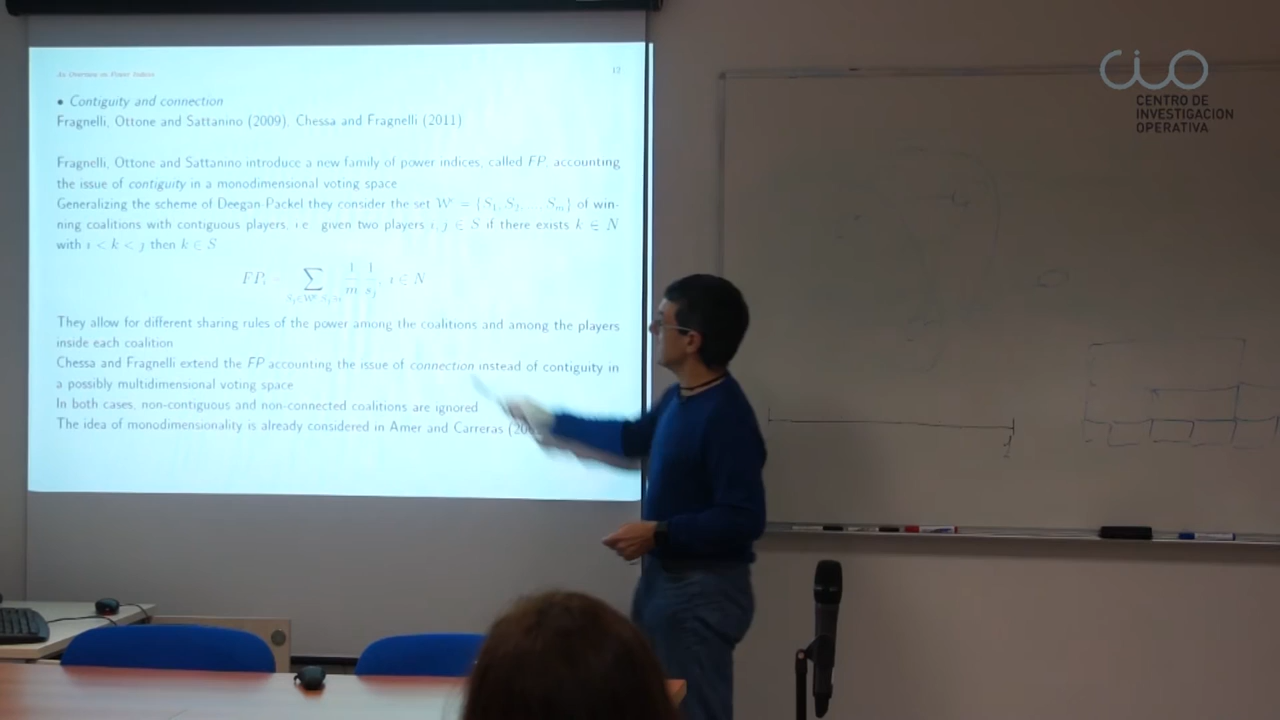 An Overview on Power Indices 12
• Contiguity and connection
Fragnelli, Ottone and Sattanino (2009), Chessa and Fragnelli (2011)
Fragnelli, Ottone and Sattanino introduce a new family of power indices, called FP, accounting
the issue of contiguity in a monodimensional voting space
Generalizing the scheme of Deegan-Packel they consider the set
of win-
ning coalitions with contiguous players, i.e. given two players i, j ∈ S if there exists k ∈ N
with i < k < j then k ∈ S
They allow for different sharing rules of the power among the coalitions and among the players
inside each coalition
Chessa and Fragnelli extend the FP accounting the issue of connection instead of contiguity in
a possibly multidimensional voting space
In both cases, non-contiguous and non-connected coalitions are ignored
The idea of monodimensionality is already considered in Amer and Carreras
CIO
CENTRO DE
INVESTIGACION
OPERATIVA